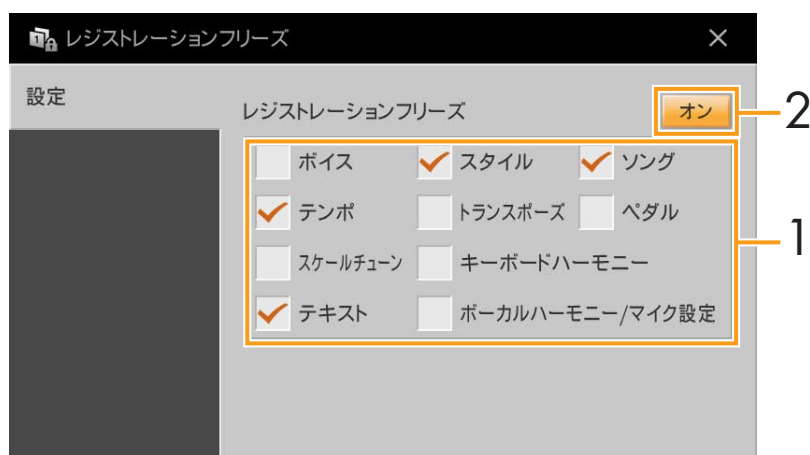 レジストレーションフリーズ
設定
レジストレーションフリーズ オン 2
ボイス スタイル ソング
テンポ トランスポーズ ペダル
1
スケールチューン キーボードハーモニー
テキスト ボーカルハーモニー/マイク設定